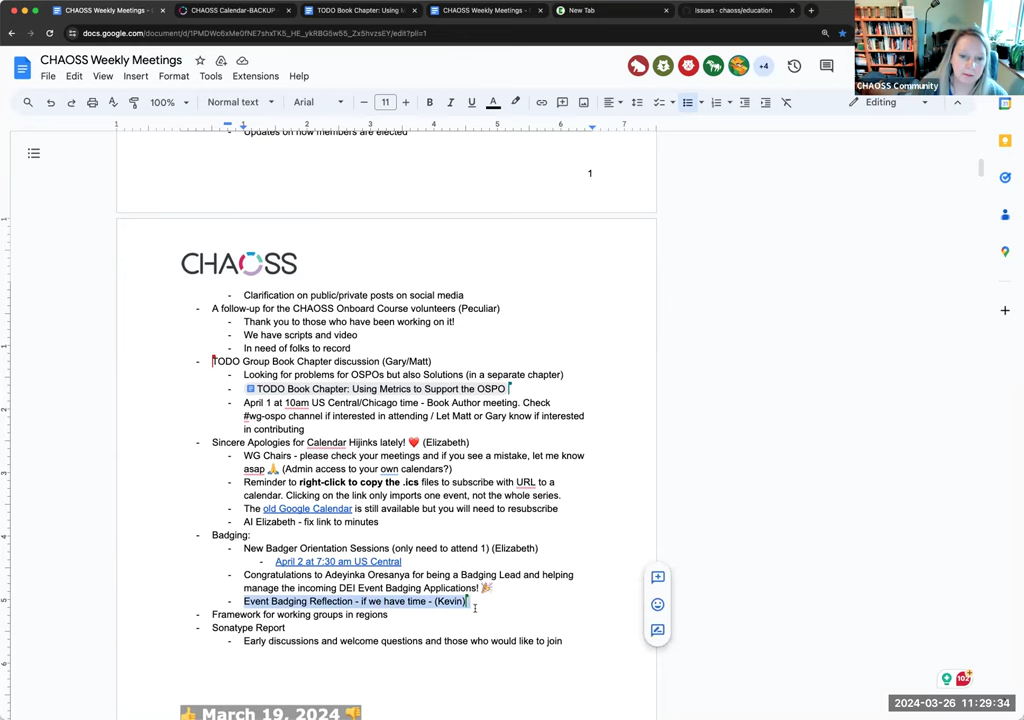 CHAOSS Weekly Meetings -
CHAOSS Calendar-BACKUP -
TODO Book Chapter: Using M
CHAOSS Weekly Meetings -
New Tab
Issues · chaoss/education
docs.google.com/document/d/1PMDWc6xMe0fNE7shxTK5_HE_ykRBG5w55_Zx5hvzsEY/edit?pli=1
CHAOSS Weekly Meetings
File Edit View Insert Format Tools Extensions Help
+4
100% Normal text Arial 11 Editing
CHAOSS Community
1 1 2 3 4 5 6 7
- Updates on how members are elected
1
CHAOSS
- Clarification on public/private posts on social media
- A follow-up for the CHAOSS Onboard Course volunteers (Peculiar)
- Thank you to those who have been working on it!
- We have scripts and video
- In need of folks to record
- TODO Group Book Chapter discussion (Gary/Matt)
- Looking for problems for OSPOs but also Solutions (in a separate chapter)
- TODO Book Chapter: Using Metrics to Support the OSPO
- April 1 at 10am US Central/Chicago time - Book Author meeting. Check
#wg-ospo channel if interested in attending / Let Matt or Gary know if interested
in contributing
- Sincere Apologies for Calendar Hijinks lately! ❤️ (Elizabeth)
- WG Chairs - please check your meetings and if you see a mistake, let me know
asap 🙏 (Admin access to your own calendars?)
- Reminder to right-click to copy the .ics files to subscribe with URL to a
calendar. Clicking on the link only imports one event, not the whole series.
- The old Google Calendar is still available but you will need to resubscribe
- AI Elizabeth - fix link to minutes
- Badging:
- New Badger Orientation Sessions (only need to attend 1) (Elizabeth)
- April 2 at 7:30 am US Central
- Congratulations to Adeyinka Oresanya for being a Badging Lead and helping
manage the incoming DEI Event Badging Applications! 🎉
- Event Badging Reflection - if we have time - (Kevin)
- Framework for working groups in regions
- Sonatype Report
- Early discussions and welcome questions and those who would like to join
👍 March 19, 2024 👎
102
2024-03-26 11:29:34